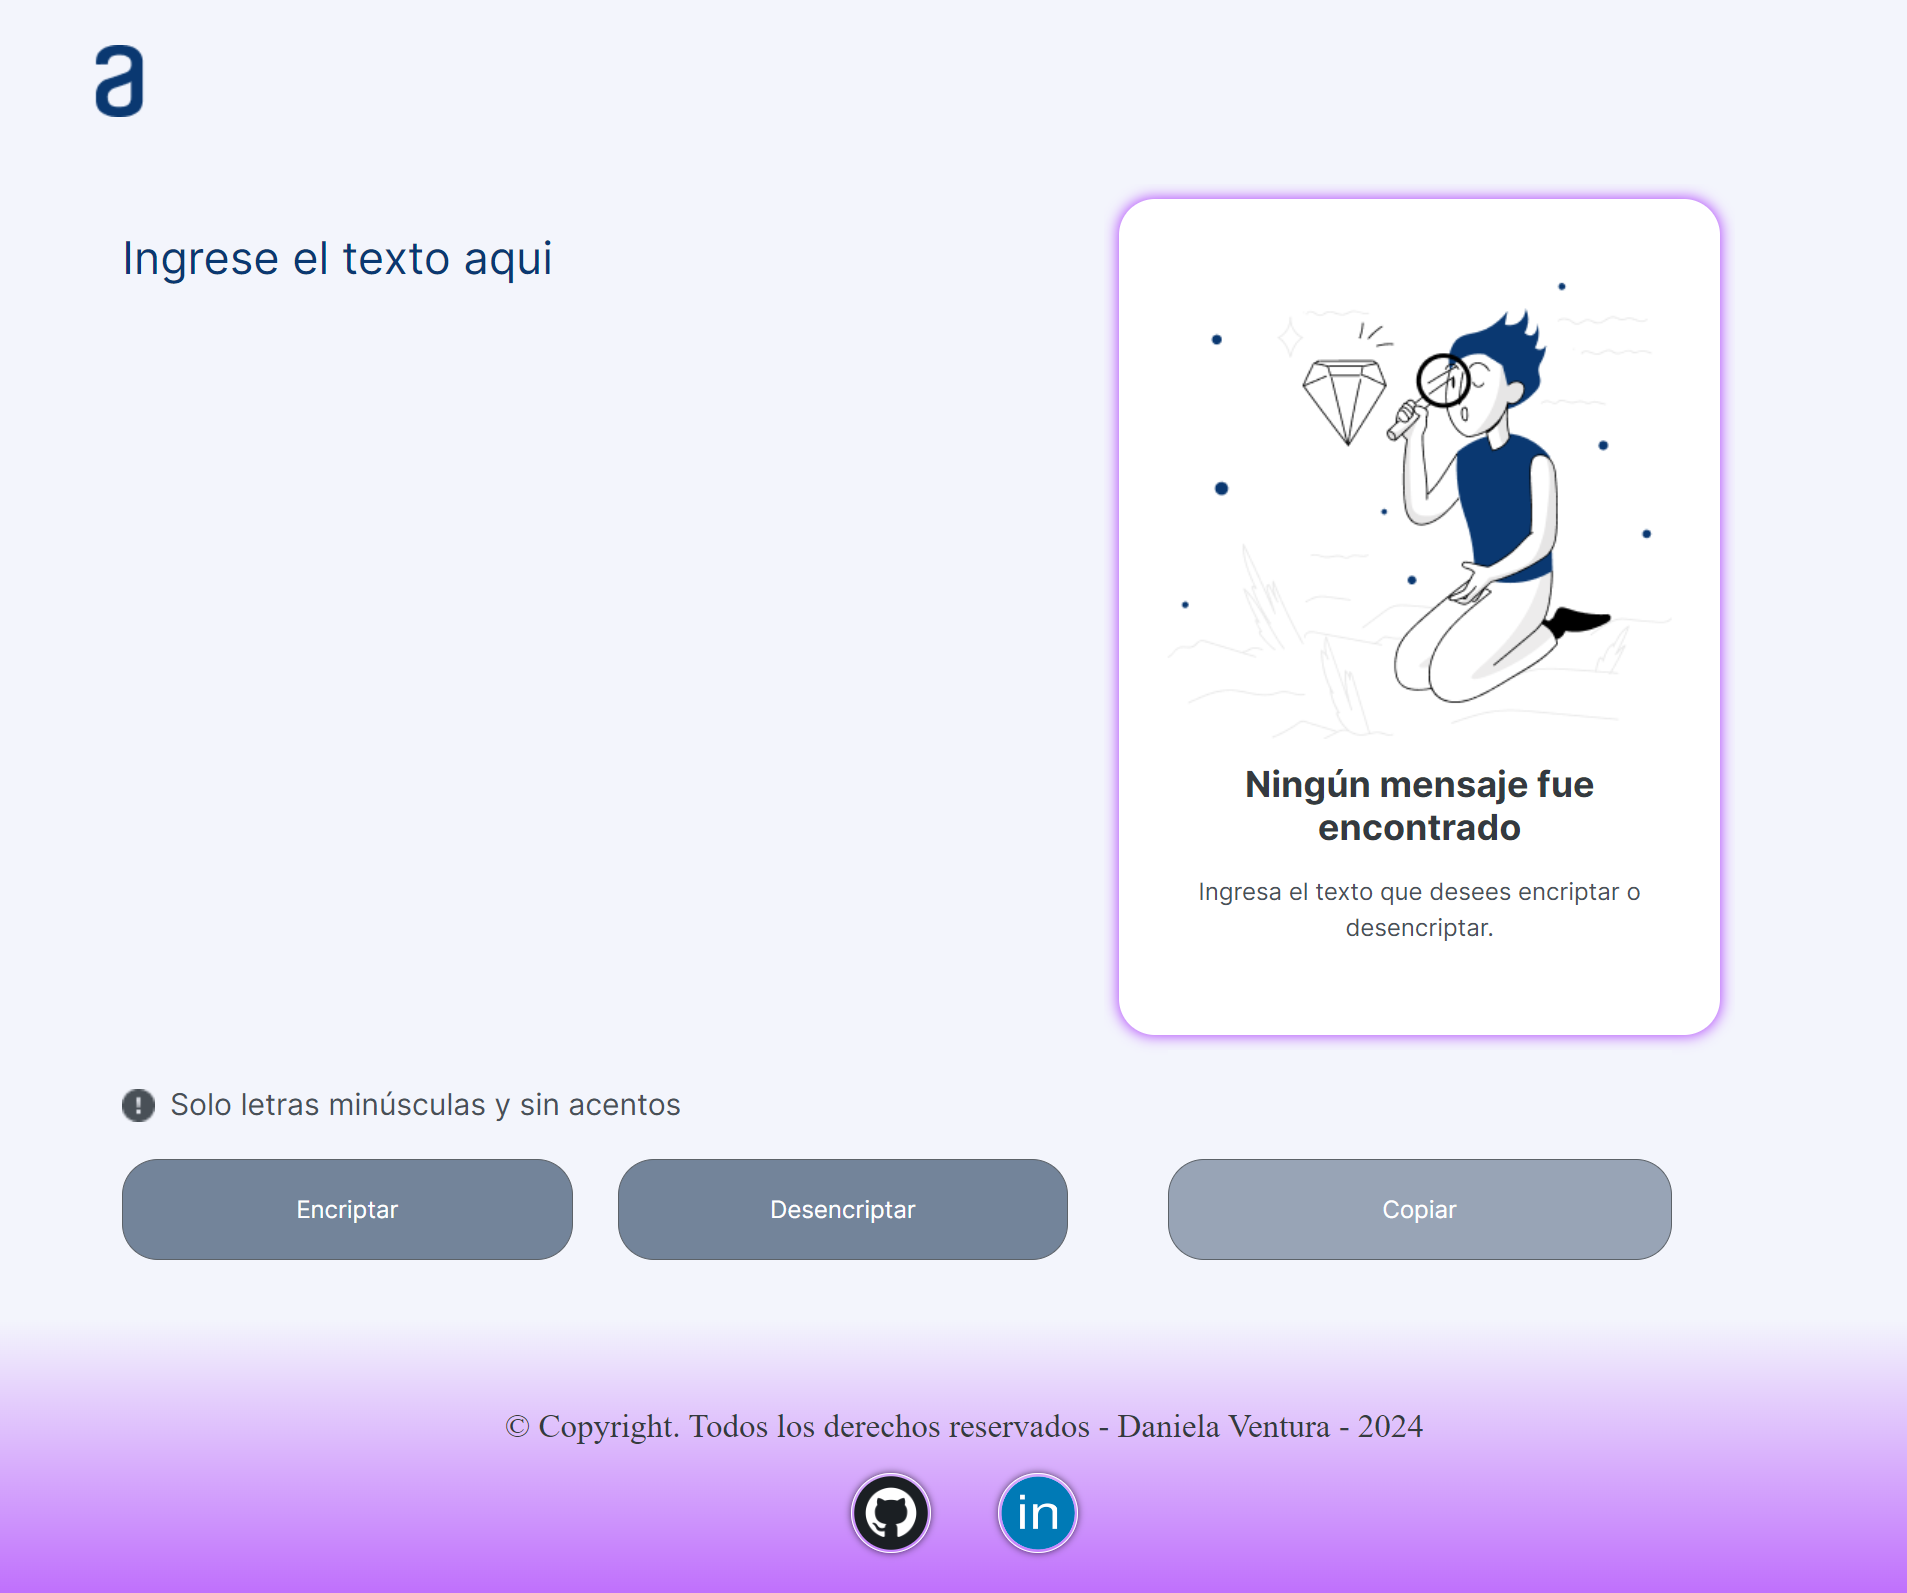 a
Ingrese el texto aqui
Ningún mensaje fue
encontrado
Ingresa el texto que desees encriptar o
desencriptar.
Solo letras minúsculas y sin acentos
Encriptar
Desencriptar
Copiar
© Copyright. Todos los derechos reservados - Daniela Ventura - 2024
in